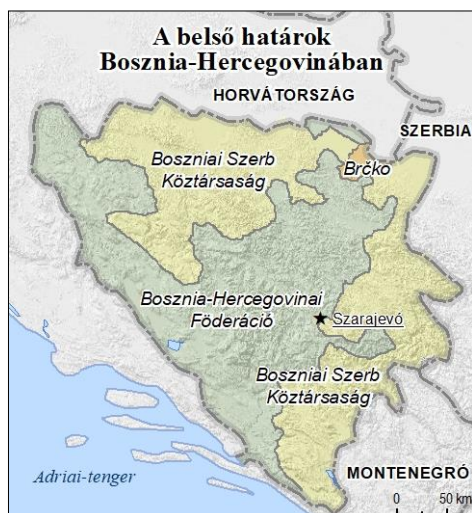 A belső határok
Bosznia-Hercegovinában
HORVÁTORSZÁG
SZERBIA
Boszniai Szerb
Köztársaság
Brčko
Bosznia-Hercegovinai
Föderáció
Szarajevó
Boszniai Szerb
Köztársaság
Adriai-tenger
MONTENEGRÓ
0 50 km